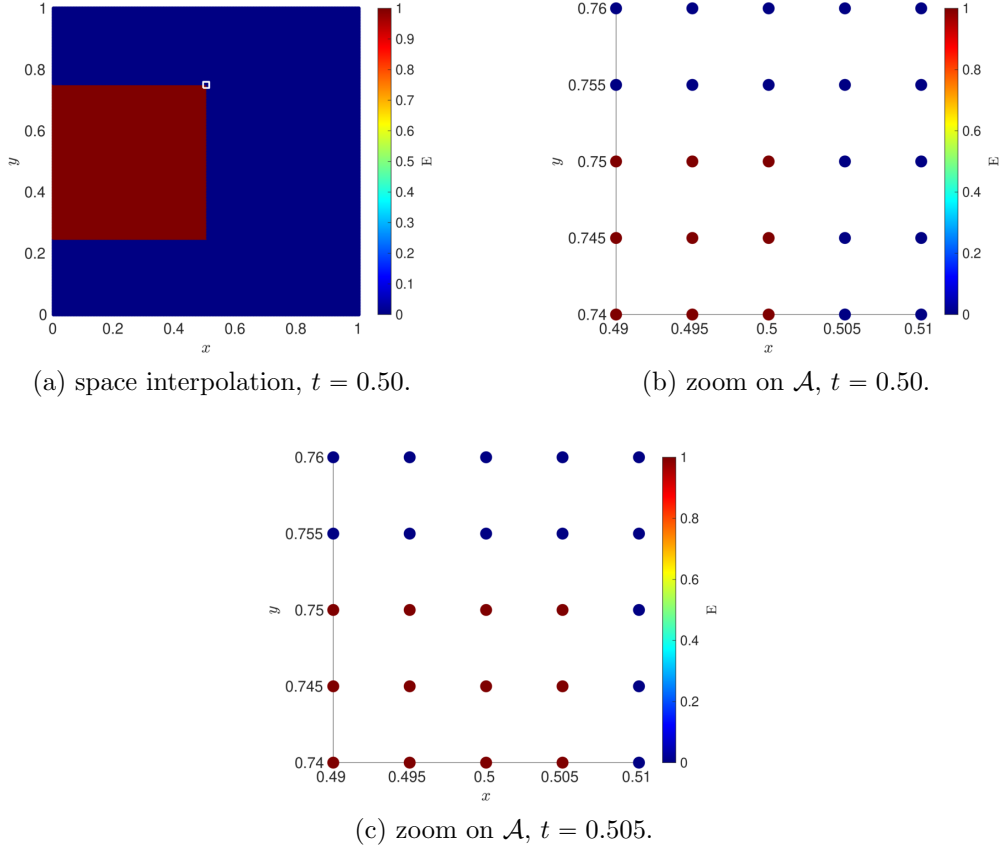 1
0.8
0.6
0.4
0.2
0
y
0 0.2 0.4 0.6 0.8 1
x
1
0.9
0.8
0.7
0.6
0.5
0.4
0.3
0.2
0.1
0
E
(a) space interpolation, t = 0.50.
0.76
0.755
0.75
0.745
0.74
y
0.49 0.495 0.5 0.505 0.51
x
1
0.8
0.6
0.4
0.2
0
E
(b) zoom on 𝒜, t = 0.50.
0.76
0.755
0.75
0.745
0.74
y
0.49 0.495 0.5 0.505 0.51
x
1
0.8
0.6
0.4
0.2
0
E
(c) zoom on 𝒜, t = 0.505.